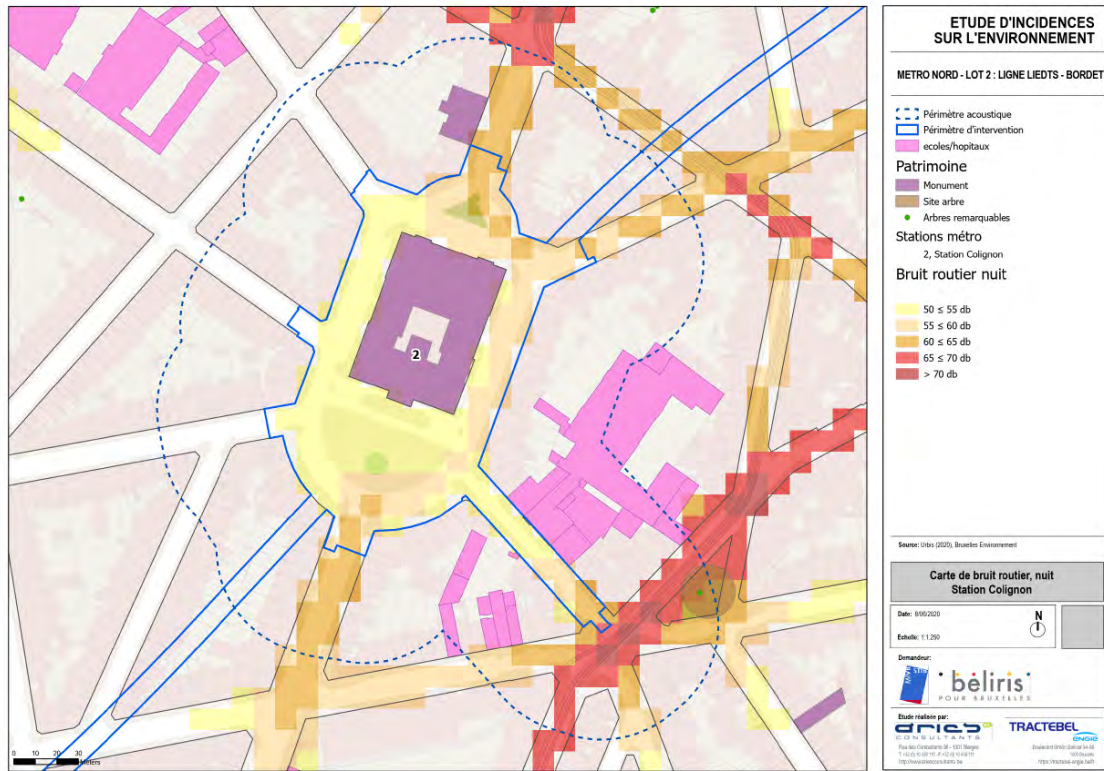 2
0 10 20 30
Meters
ETUDE D'INCIDENCES
SUR L'ENVIRONNEMENT
METRO NORD - LOT 2 : LIGNE LIEDTS - BORDET
Périmètre acoustique
Périmètre d'intervention
ecoles/hopitaux
Patrimoine
Monument
Site arbre
Arbres remarquables
Stations métro
2, Station Colignon
Bruit routier nuit
50 ≤ 55 db
55 ≤ 60 db
60 ≤ 65 db
65 ≤ 70 db
> 70 db
Source: Urbis (2020), Bruxelles Environnement
Carte de bruit routier, nuit
Station Colignon
Date:
N
Echelle: 1:1.250
Demandeur:
beliris
POUR BRUXELLES
Etude réalisée par:
aries
CONSULTANTS
TRACTEBEL
ENGIE